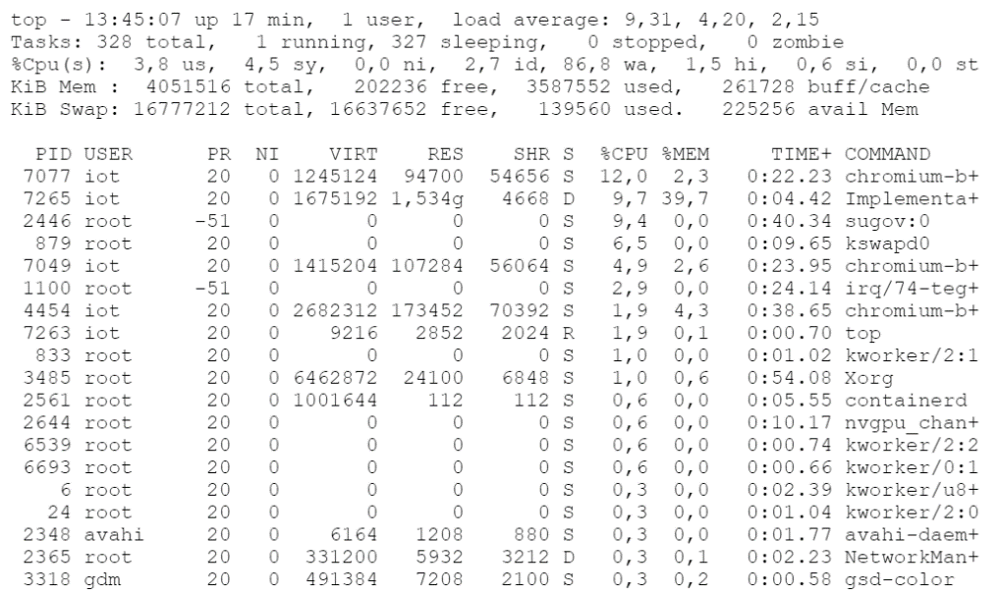 top - 13:45:07 up 17 min,  1 user,  load average: 9,31, 4,20, 2,15
Tasks: 328 total,   1 running, 327 sleeping,   0 stopped,   0 zombie
%Cpu(s):  3,8 us,  4,5 sy,  0,0 ni,  2,7 id, 86,8 wa,  1,5 hi,  0,6 si,  0,0 st
KiB Mem :  4051516 total,   202236 free,  3587552 used,   261728 buff/cache
KiB Swap: 16777212 total, 16637652 free,   139560 used.   225256 avail Mem

  PID USER      PR  NI    VIRT    RES    SHR S  %CPU %MEM     TIME+ COMMAND
 7077 iot       20   0 1245124  94700  54656 S  12,0  2,3   0:22.23 chromium-b+
 7265 iot       20   0 1675192 1,534g   4668 D   9,7 39,7   0:04.42 Implementa+
 2446 root     -51   0       0      0      0 S   9,4  0,0   0:40.34 sugov:0
  879 root      20   0       0      0      0 S   6,5  0,0   0:09.65 kswapd0
 7049 iot       20   0 1415204 107284  56064 S   4,9  2,6   0:23.95 chromium-b+
 1100 root     -51   0       0      0      0 S   2,9  0,0   0:24.14 irq/74-teg+
 4454 iot       20   0 2682312 173452  70392 S   1,9  4,3   0:38.65 chromium-b+
 7263 iot       20   0    9216   2852   2024 R   1,9  0,1   0:00.70 top
  833 root      20   0       0      0      0 S   1,0  0,0   0:01.02 kworker/2:1
 3485 root      20   0 6462872  24100   6848 S   1,0  0,6   0:54.08 Xorg
 2561 root      20   0 1001644    112    112 S   0,6  0,0   0:05.55 containerd
 2644 root      20   0       0      0      0 S   0,6  0,0   0:10.17 nvgpu_chan+
 6539 root      20   0       0      0      0 S   0,6  0,0   0:00.74 kworker/2:2
 6693 root      20   0       0      0      0 S   0,6  0,0   0:00.66 kworker/0:1
    6 root      20   0       0      0      0 S   0,3  0,0   0:02.39 kworker/u8+
   24 root      20   0       0      0      0 S   0,3  0,0   0:01.04 kworker/2:0
 2348 avahi     20   0    6164   1208    880 S   0,3  0,0   0:01.77 avahi-daem+
 2365 root      20   0  331200   5932   3212 D   0,3  0,1   0:02.23 NetworkMan+
 3318 gdm       20   0  491384   7208   2100 S   0,3  0,2   0:00.58 gsd-color